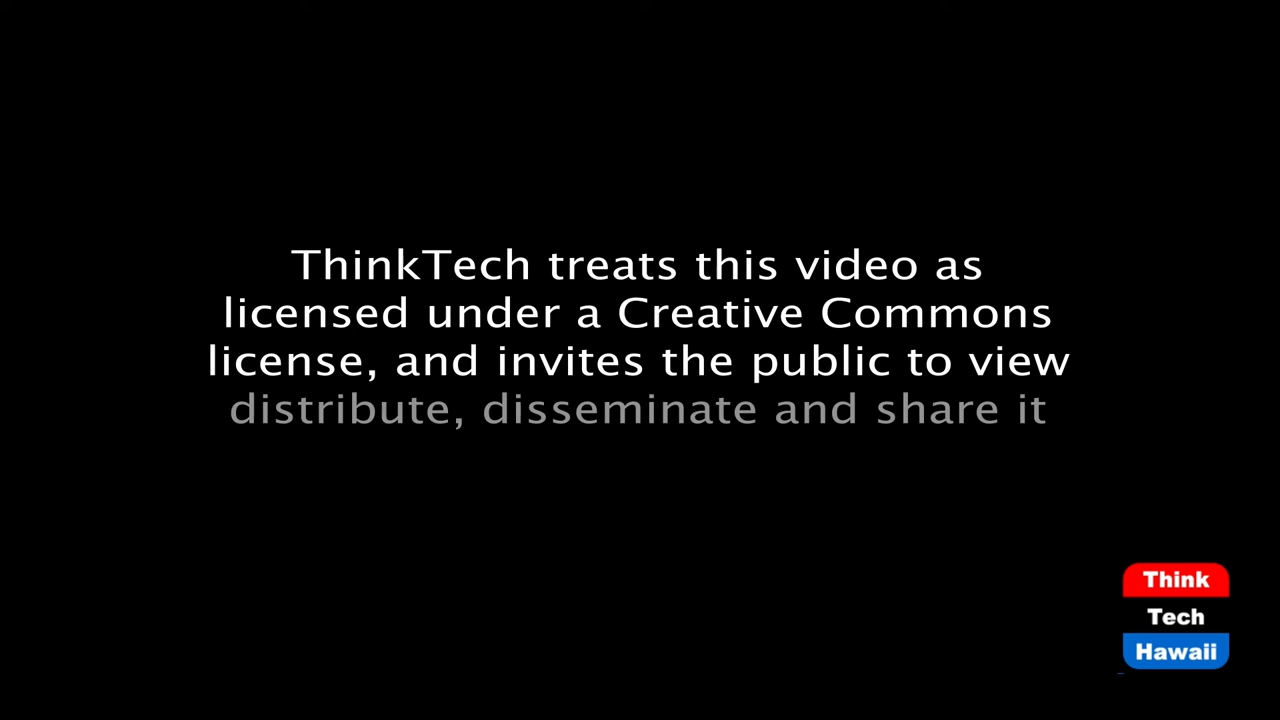 ThinkTech treats this video as
licensed under a Creative Commons
license, and invites the public to view
distribute, disseminate and share it
Think
Tech
Hawaii